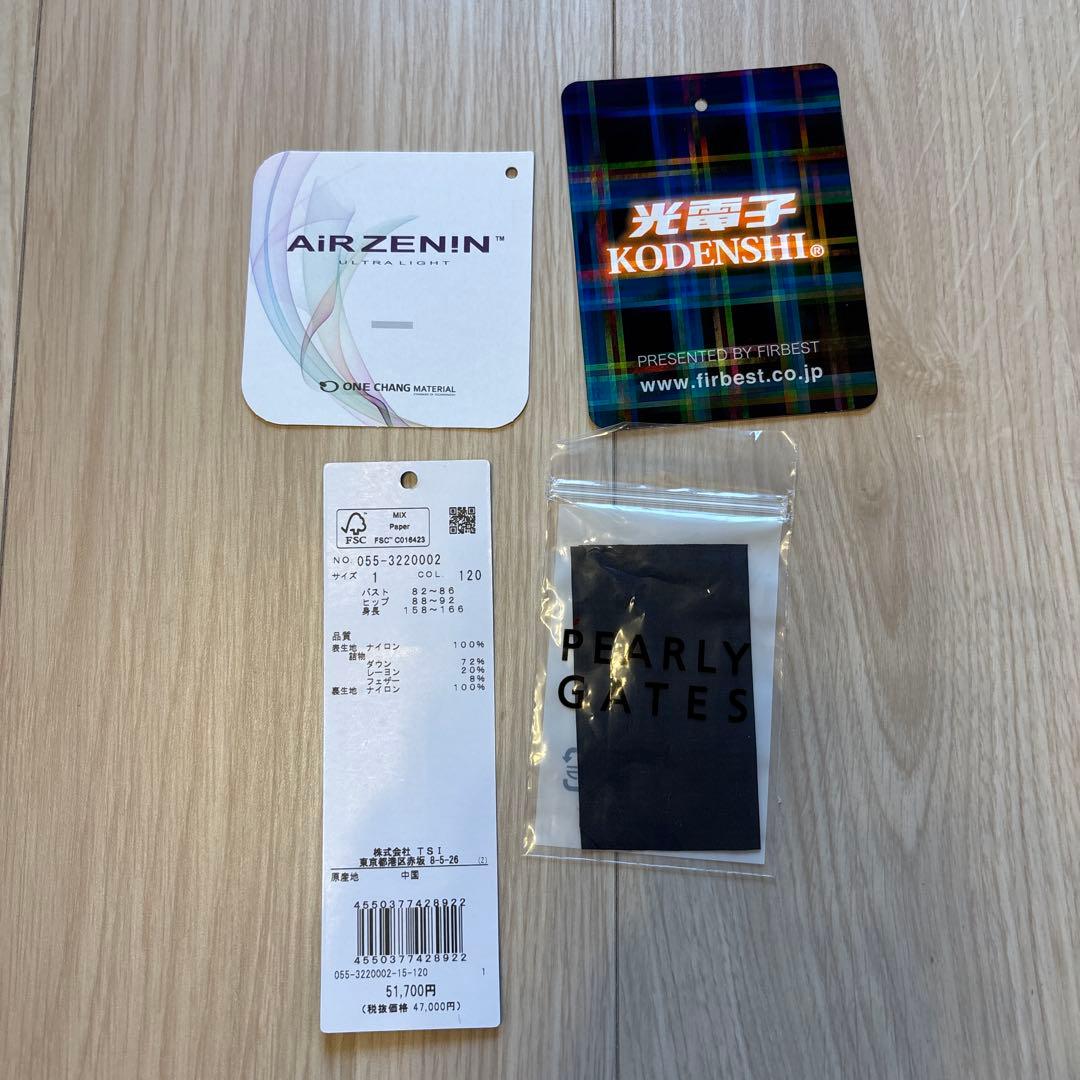 AiRZEN!N™
ULTRALIGHT
ONE CHANG MATERIAL
光電子
KODENSHI®
PRESENTED BY FIRBEST
www.firbest.co.jp
FSC
MIX
Paper
FSC™ C016423
NO. 055-3220002
サイズ 1 COL. 120
バスト 82~86
ヒップ 88~92
身長 158~166
品質
表生地 ナイロン 100%
詰物
ダウン 72%
レーヨン 20%
フェザー 8%
裏生地 ナイロン 100%
株式会社 TSI
東京都港区赤坂 8-5-26 (Z)
原産地 中国
4550377428922
4550377428922
055-3220002-15-120 1
51,700円
(税抜価格 47,000円)
PEARLY
GATES